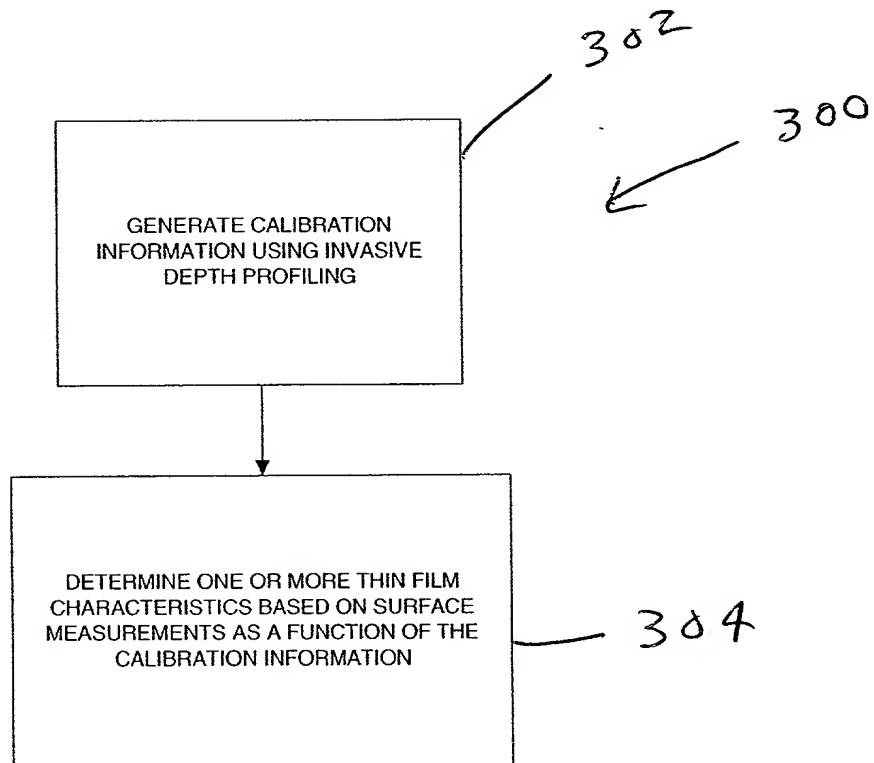 302
300
GENERATE CALIBRATION
INFORMATION USING INVASIVE
DEPTH PROFILING
DETERMINE ONE OR MORE THIN FILM
CHARACTERISTICS BASED ON SURFACE
MEASUREMENTS AS A FUNCTION OF THE
CALIBRATION INFORMATION
304